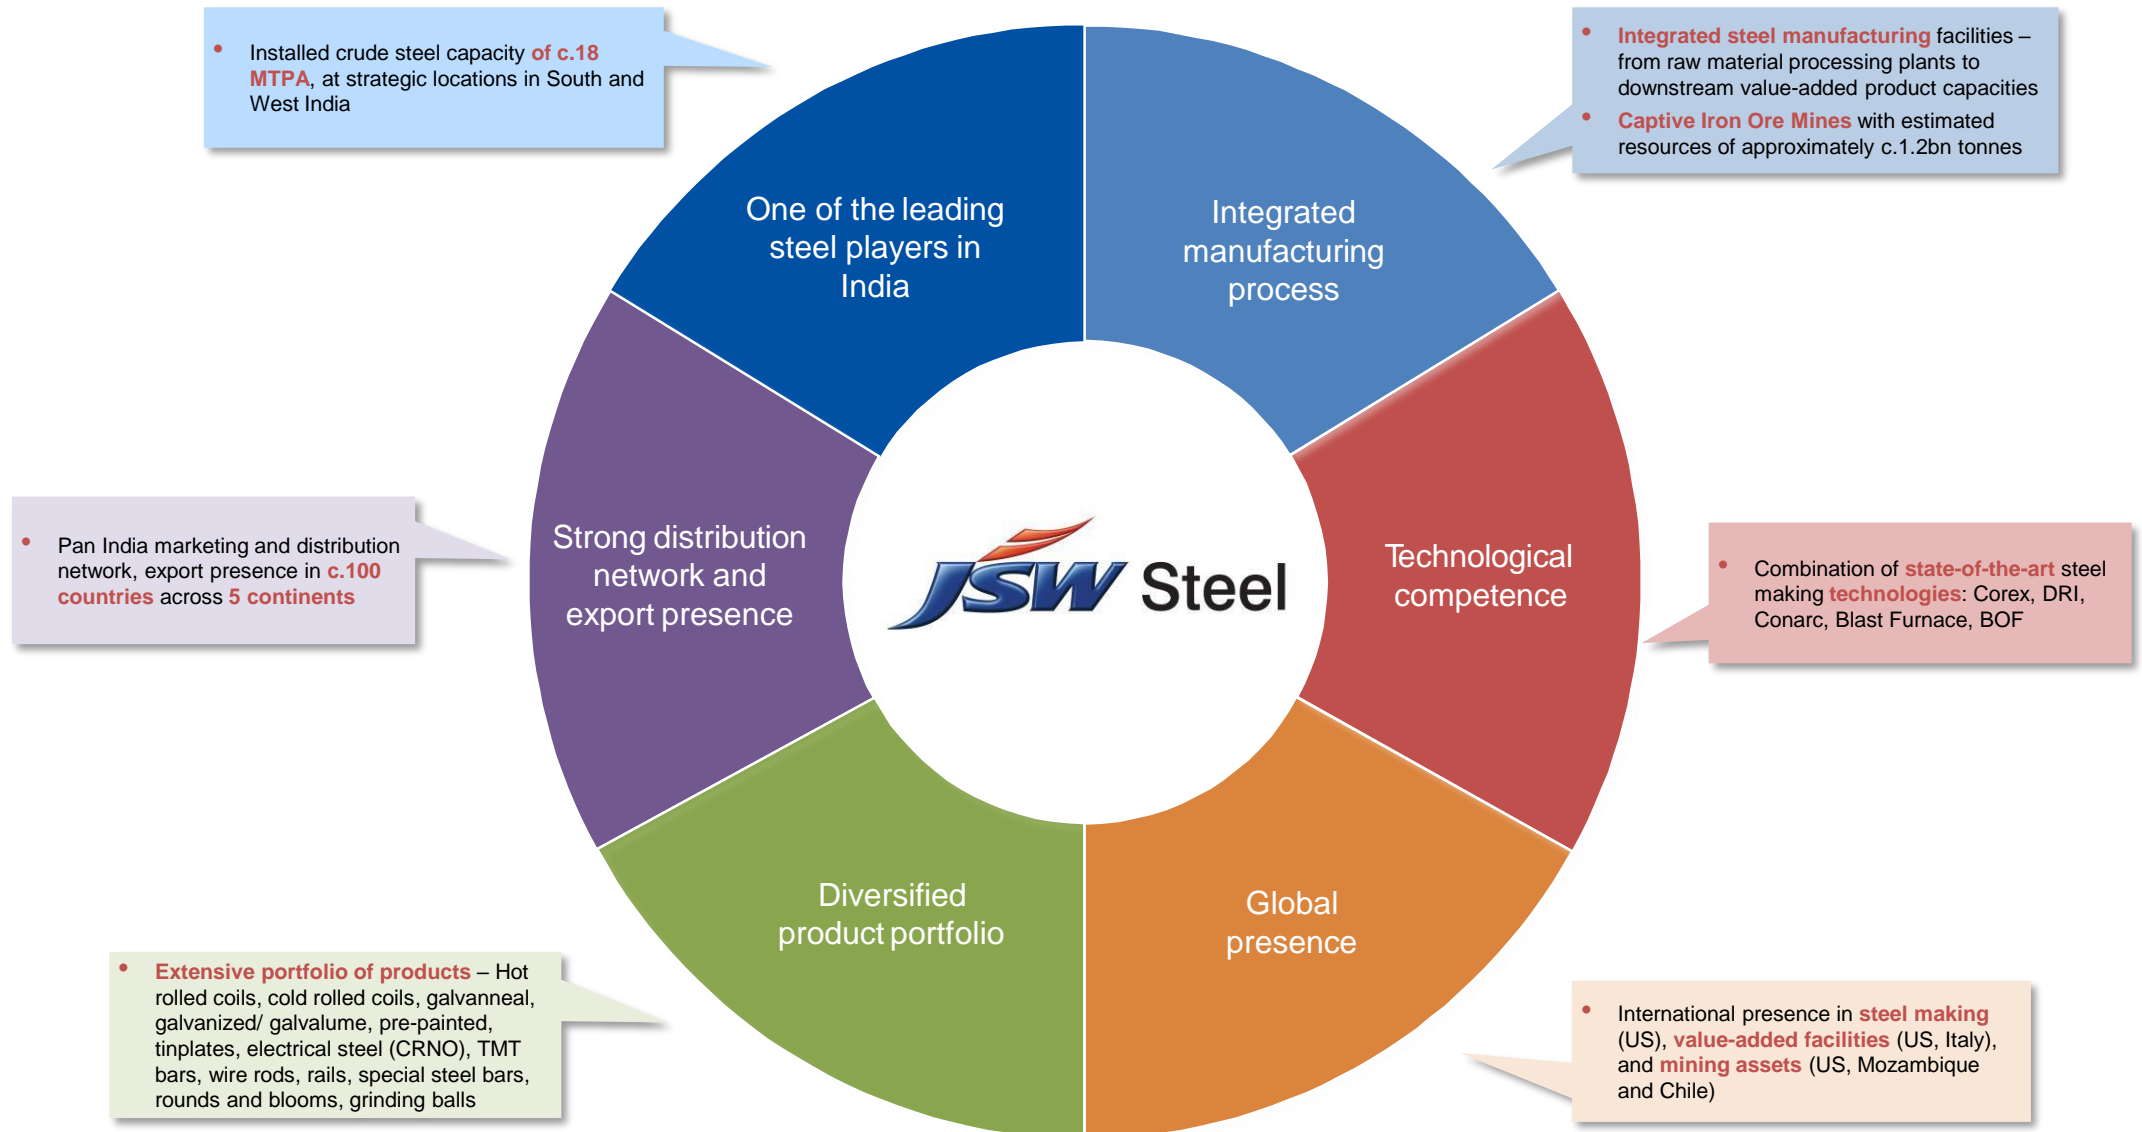 • Installed crude steel capacity of c.18
MTPA, at strategic locations in South and
West India
• Integrated steel manufacturing facilities –
from raw material processing plants to
downstream value-added product capacities
• Captive Iron Ore Mines with estimated
resources of approximately c.1.2bn tonnes
One of the leading
steel players in
India
Integrated
manufacturing
process
• Pan India marketing and distribution
network, export presence in c.100
countries across 5 continents
Strong distribution
network and
export presence
JSW Steel
Technological
competence
• Combination of state-of-the-art steel
making technologies: Corex, DRI,
Conarc, Blast Furnace, BOF
Diversified
product portfolio
Global
presence
• Extensive portfolio of products – Hot
rolled coils, cold rolled coils, galvanneal,
galvanized/ galvalume, pre-painted,
tinplates, electrical steel (CRNO), TMT
bars, wire rods, rails, special steel bars,
rounds and blooms, grinding balls
• International presence in steel making
(US), value-added facilities (US, Italy),
and mining assets (US, Mozambique
and Chile)